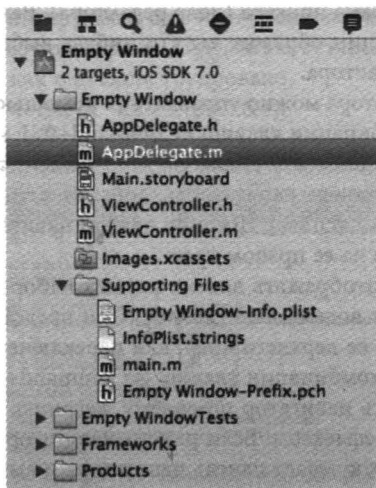 Empty Window
2 targets, iOS SDK 7.0
Empty Window
h AppDelegate.h
m AppDelegate.m
Main.storyboard
h ViewController.h
m ViewController.m
Images.xcassets
Supporting Files
Empty Window-Info.plist
InfoPlist.strings
m main.m
h Empty Window-Prefix.pch
Empty WindowTests
Frameworks
Products